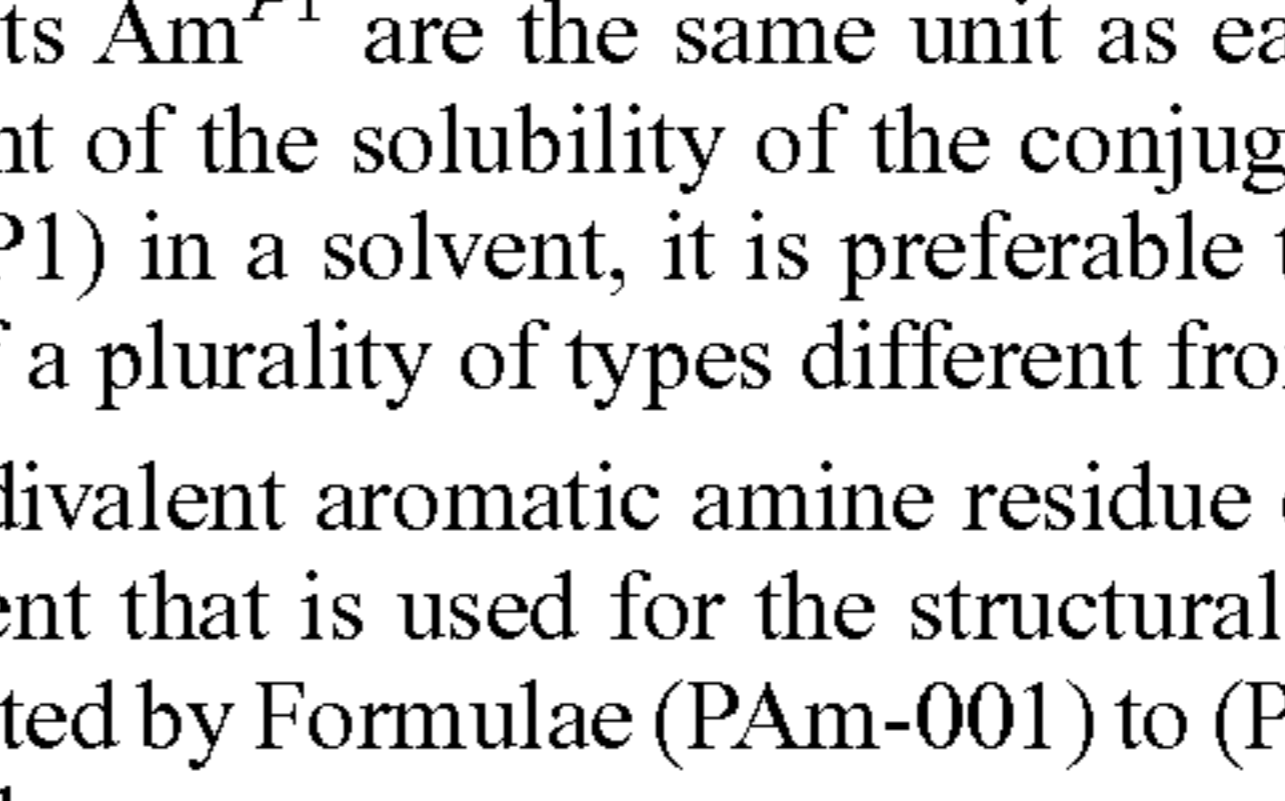 ts Am^P1 are the same unit as ea
nt of the solubility of the conjug
P1) in a solvent, it is preferable t
f a plurality of types different fro
divalent aromatic amine residue
ent that is used for the structural
ted by Formulae (PAm-001) to (P